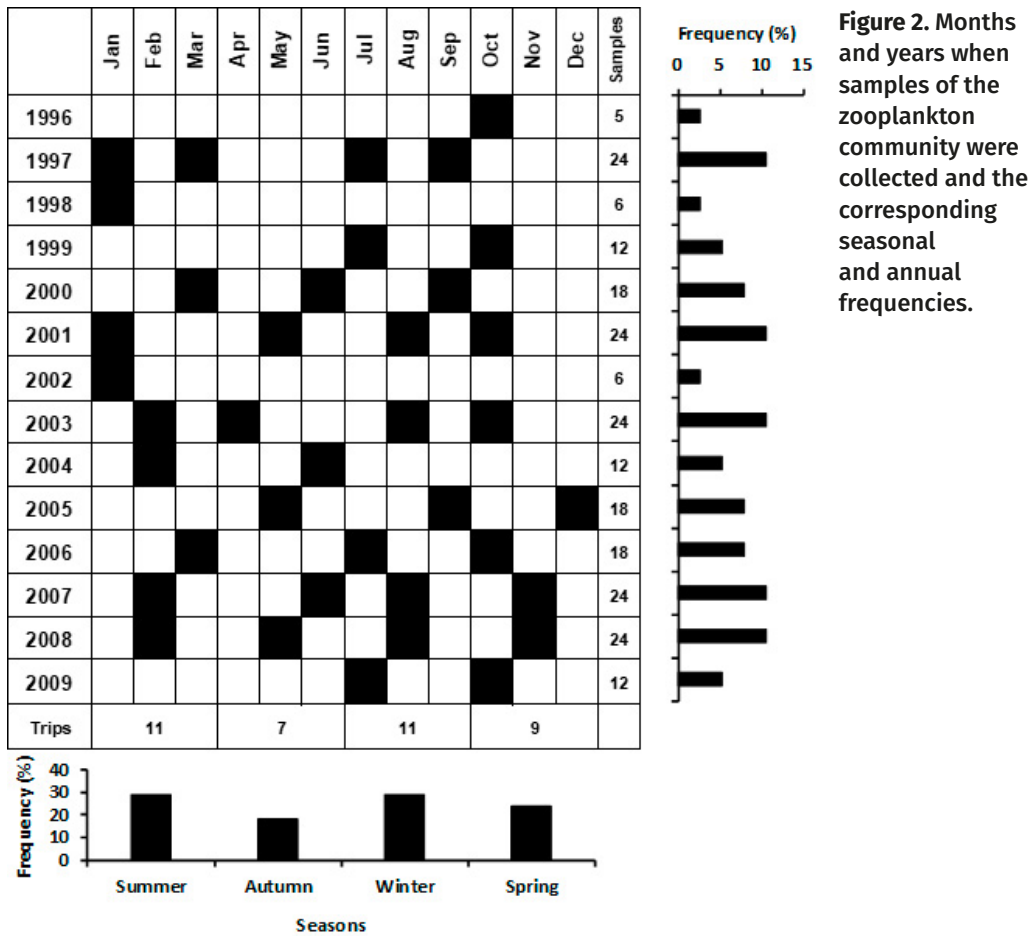 Jan Feb Mar Apr May Jun Jul Aug Sep Oct Nov Dec Samples
1996 5
1997 24
1998 6
1999 12
2000 18
2001 24
2002 6
2003 24
2004 12
2005 18
2006 18
2007 24
2008 24
2009 12
Trips 11 7 11 9
Frequency (%)
0 5 10 15
Frequency (%)
40
30
20
10
0
Summer Autumn Winter Spring
Seasons
Figure 2. Months
and years when
samples of the
zooplankton
community were
collected and the
corresponding
seasonal
and annual
frequencies.